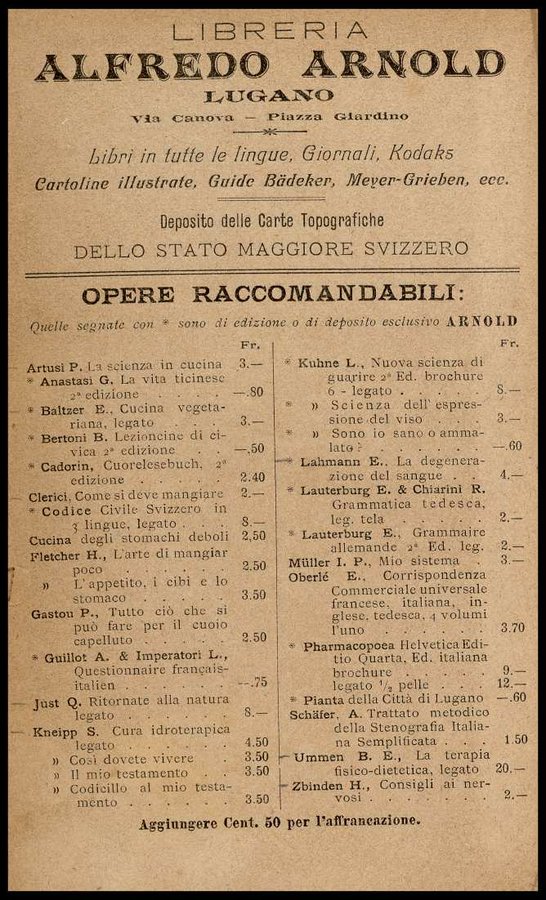 LIBRERIA
ALFREDO ARNOLD
LUGANO
Via Canova — Piazza Giardino
Libri in tutte le lingue, Giornali, Kodaks
Cartoline illustrate, Guide Bädeker, Meyer-Grieben, ecc.
Deposito delle Carte Topografiche
DELLO STATO MAGGIORE SVIZZERO
OPERE RACCOMANDABILI:
Quelle segnate con * sono di edizione o di deposito esclusivo ARNOLD
Fr.
Artusi P. La scienza in cucina 3.—
* Anastasi G. La vita ticinese
2ª edizione . . . . . —.80
* Baltzer E., Cucina vegeta-
riana, legato . . . . 3.—
* Bertoni B. Lezioncine di ci-
vica 2ª edizione . . —,50
* Cadorin, Cuorelesebuch, 2ª
edizione . . . . . 2.40
Clerici, Come si deve mangiare 2.—
* Codice Civile Svizzero in
3 lingue, legato . . . 8.—
Cucina degli stomachi deboli 2,50
Fletcher H., L'arte di mangiar
poco . . . . . . 2.50
» L'appetito, i cibi e lo
stomaco . . . . . 3.50
Gastou P., Tutto ciò che si
può fare per il cuoio
capelluto . . . . . 2.50
* Guillot A. & Imperatori L.,
Questionnaire français-
italien . . . . . . —.75
Just Q. Ritornate alla natura
legato . . . . . . 8.—
Kneipp S. Cura idroterapica
legato . . . . . . 4.50
» Così dovete vivere . . 3.50
» Il mio testamento . . 3.50
» Codicillo al mio testa-
mento . . . . . . 3.50
Fr.
* Kuhne L., Nuova scienza di
guarire 2ª Ed. brochure
6 - legato . . . . . 8.—
* » Scienza dell'espres-
sione del viso . . . 3.—
* » Sono io sano o amma-
lato? . . . . . . —.60
* Lahmann E.. La degenera-
zione del sangue . . 4.—
* Lauterburg E. & Chiarini R.
Grammatica tedesca,
leg. tela . . . . . 2.—
* Lauterburg E., Grammaire
allemande 2ª Ed. leg. 2.—
Müller I. P., Mio sistema . 3.—
Oberlé E., Corrispondenza
Commerciale universale
francese, italiana, in-
glese, tedesca, 4 volumi
l'uno . . . . . . 3.70
* Pharmacopoea Helvetica Edi-
tio Quarta, Ed. italiana
brochure . . . . . 9.—
legato ½ pelle . . . 12.—
* Pianta della Città di Lugano —.60
Schäfer, A. Trattato metodico
della Stenografia Italia-
na Semplificata . . . 1.50
Ummen B. E., La terapia
fisico-dietetica, legato 20.—
Zbinden H., Consigli ai ner-
vosi . . . . . . . 2.—
Aggiungere Cent. 50 per l'affrancazione.